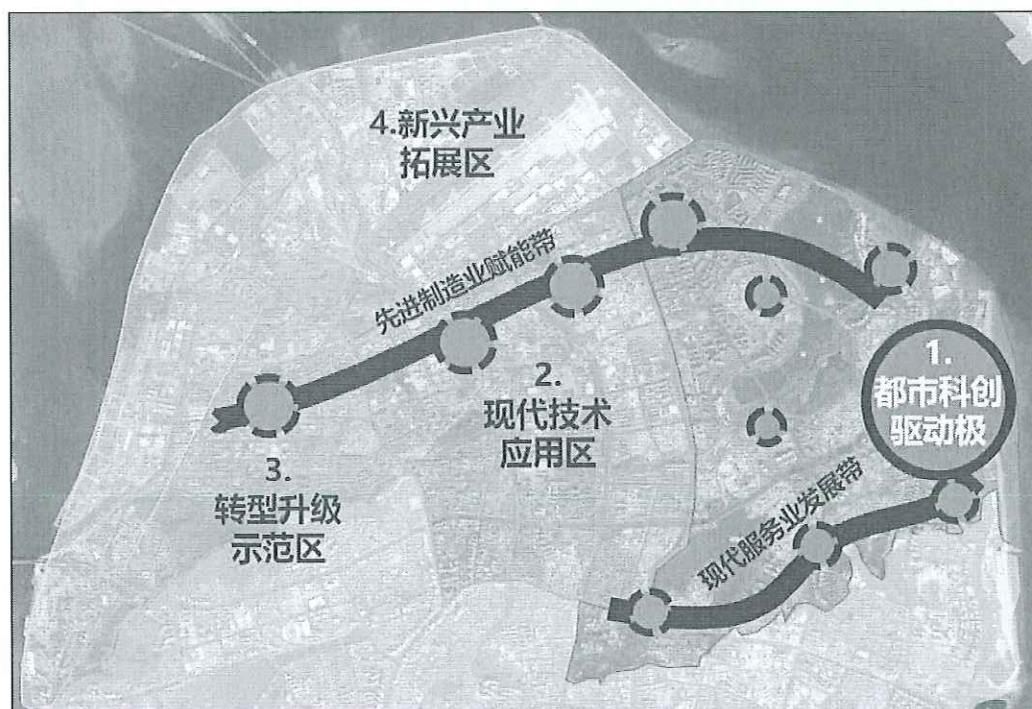 4.新兴产业
拓展区
先进制造业赋能带
1.
都市科创
驱动极
2.
现代技术
应用区
3.
转型升级
示范区
现代服务业发展带